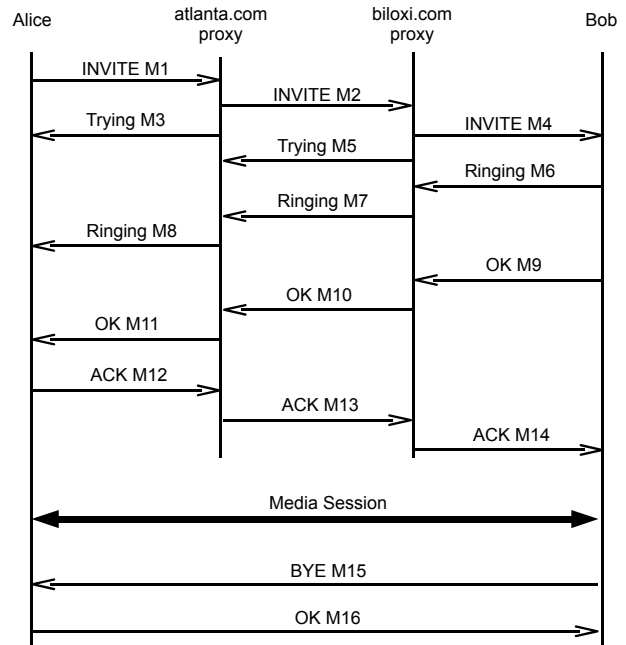 Alice
atlanta.com
proxy
biloxi.com
proxy
Bob
INVITE M1
INVITE M2
Trying M3
INVITE M4
Trying M5
Ringing M6
Ringing M7
Ringing M8
OK M9
OK M10
OK M11
ACK M12
ACK M13
ACK M14
Media Session
BYE M15
OK M16